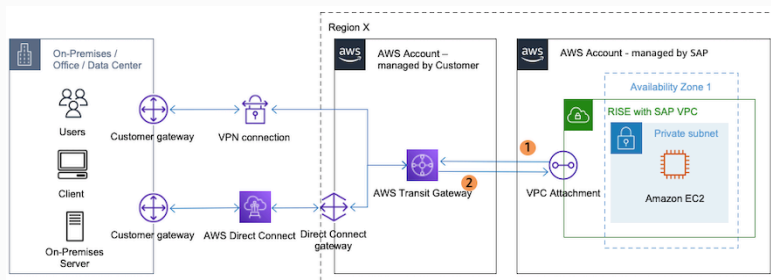 Region X
On-Premises /
Office / Data Center
aws
AWS Account –
managed by Customer
aws
AWS Account - managed by SAP
Availability Zone 1
RISE with SAP VPC
Private subnet
Users
Customer gateway
VPN connection
1
2
Client
AWS Transit Gateway
VPC Attachment
Amazon EC2
Customer gateway
AWS Direct Connect
Direct Connect
gateway
On-Premises
Server